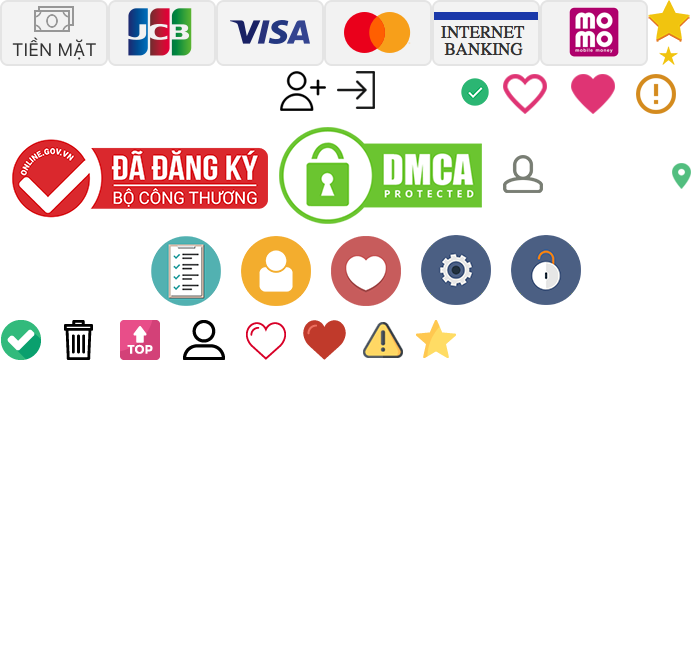 TIỀN MẶT
JCB
VISA
INTERNET
BANKING
mo
mo
mobile money
ONLINE.GOV.VN
ĐÃ ĐĂNG KÝ
BỘ CÔNG THƯƠNG
DMCA
PROTECTED
TOP